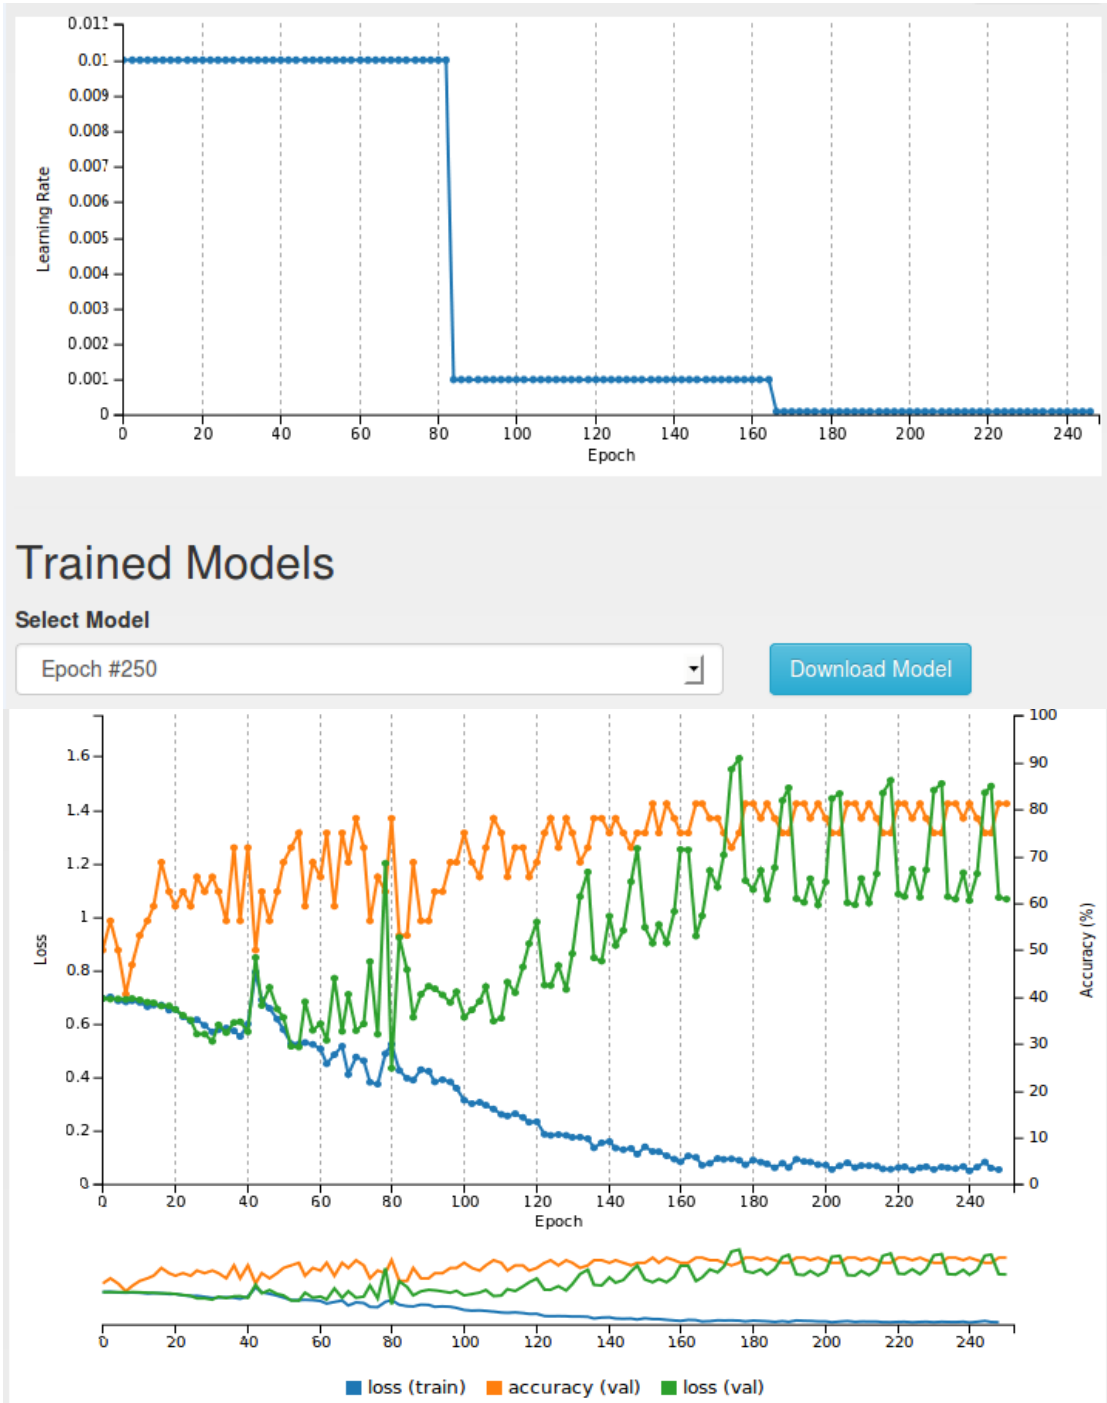 0.011
0.01
0.009
0.008
0.007
0.006
0.005
0.004
0.003
0.002
0.001
0
Learning Rate
0 20 40 60 80 100 120 140 160 180 200 220 240
Epoch
Trained Models
Select Model
Epoch #250
Download Model
1.6
1.4
1.2
1
0.8
0.6
0.4
0.2
0
Loss
100
90
80
70
60
50
40
30
20
10
0
Accuracy (%)
0 20 40 60 80 100 120 140 160 180 200 220 240
Epoch
0 20 40 60 80 100 120 140 160 180 200 220 240
loss (train) accuracy (val) loss (val)